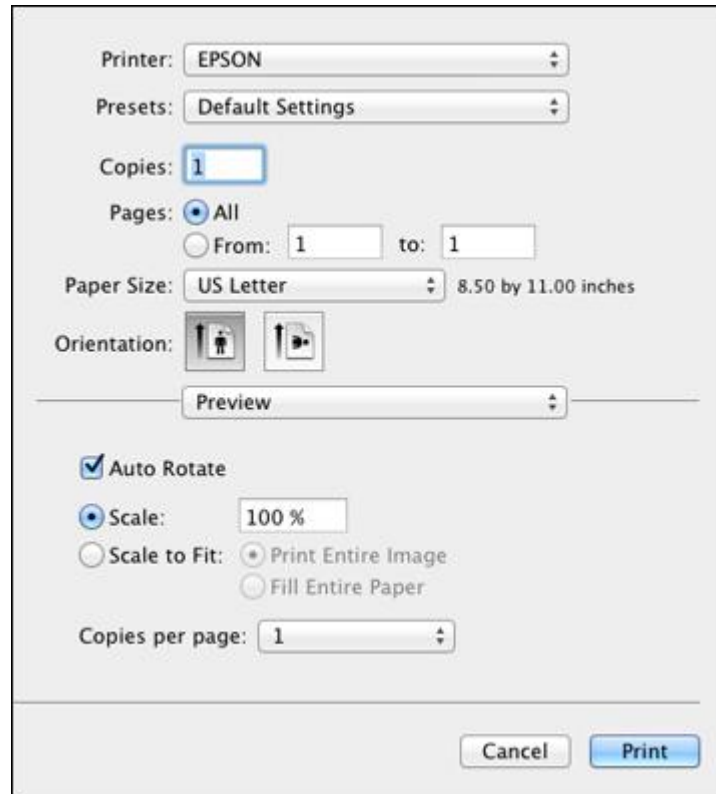 Printer: EPSON
Presets: Default Settings
Copies: 1
Pages: All
From: 1 to: 1
Paper Size: US Letter 8.50 by 11.00 inches
Orientation:
Preview
Auto Rotate
Scale: 100 %
Scale to Fit: Print Entire Image
Fill Entire Paper
Copies per page: 1
Cancel Print